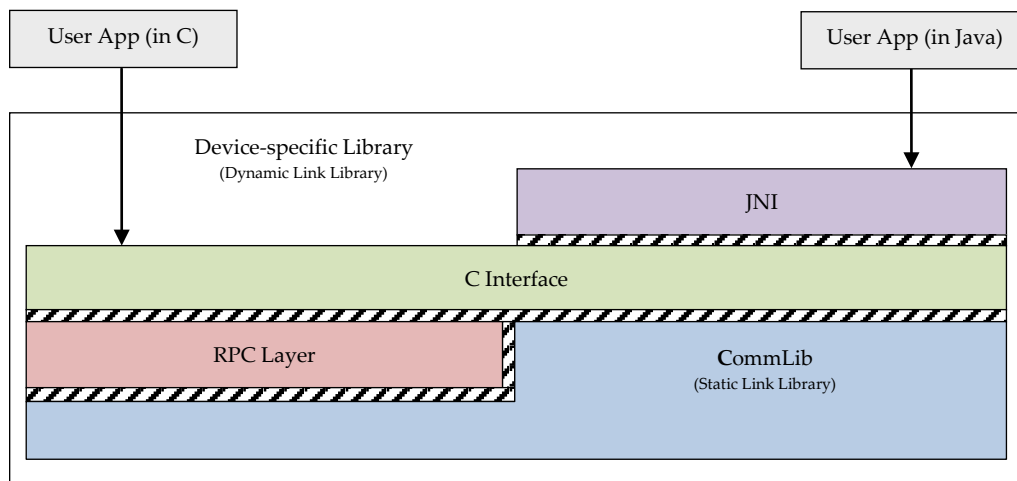 User App (in C)
User App (in Java)
Device-specific Library
(Dynamic Link Library)
JNI
C Interface
RPC Layer
CommLib
(Static Link Library)